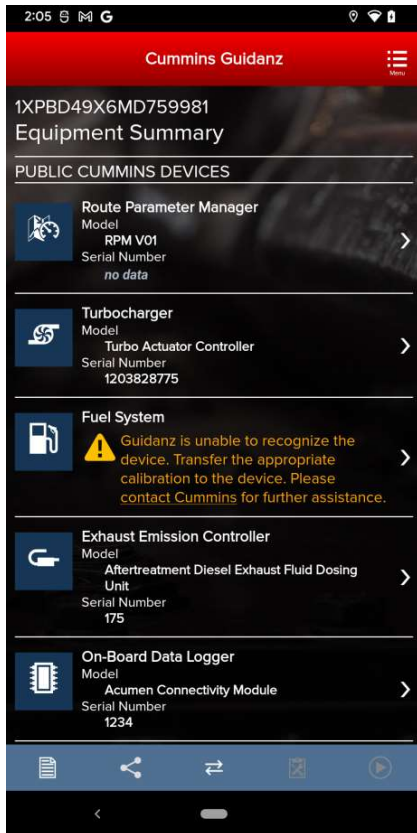 2:05
Cummins Guidanz
Menu
1XPBD49X6MD759981
Equipment Summary
PUBLIC CUMMINS DEVICES
Route Parameter Manager
Model
RPM V01
Serial Number
no data
Turbocharger
Model
Turbo Actuator Controller
Serial Number
1203828775
Fuel System
Guidanz is unable to recognize the
device. Transfer the appropriate
calibration to the device. Please
contact Cummins for further assistance.
Exhaust Emission Controller
Model
Aftertreatment Diesel Exhaust Fluid Dosing
Unit
Serial Number
175
On-Board Data Logger
Model
Acumen Connectivity Module
Serial Number
1234